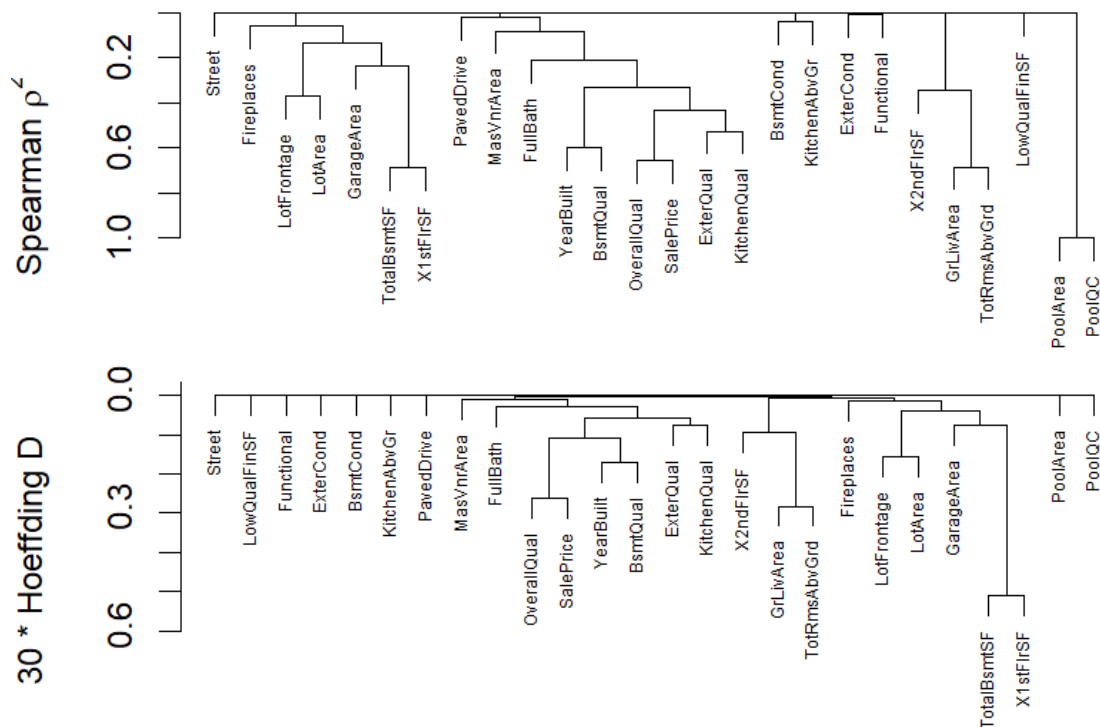 Spearman ρ²
0.2
0.6
1.0
Street
Fireplaces
LotFrontage
LotArea
GarageArea
TotalBsmtSF
X1stFlrSF
PavedDrive
MasVnrArea
FullBath
YearBuilt
BsmtQual
OverallQual
SalePrice
ExterQual
KitchenQual
BsmtCond
KitchenAbvGr
ExterCond
Functional
X2ndFlrSF
GrLivArea
TotRmsAbvGrd
LowQualFinSF
PoolArea
PoolQC
30 * Hoeffding D
0.0
0.3
0.6
Street
LowQualFinSF
Functional
ExterCond
BsmtCond
KitchenAbvGr
PavedDrive
MasVnrArea
FullBath
OverallQual
SalePrice
YearBuilt
BsmtQual
ExterQual
KitchenQual
X2ndFlrSF
GrLivArea
TotRmsAbvGrd
Fireplaces
LotFrontage
LotArea
GarageArea
TotalBsmtSF
X1stFlrSF
PoolArea
PoolQC